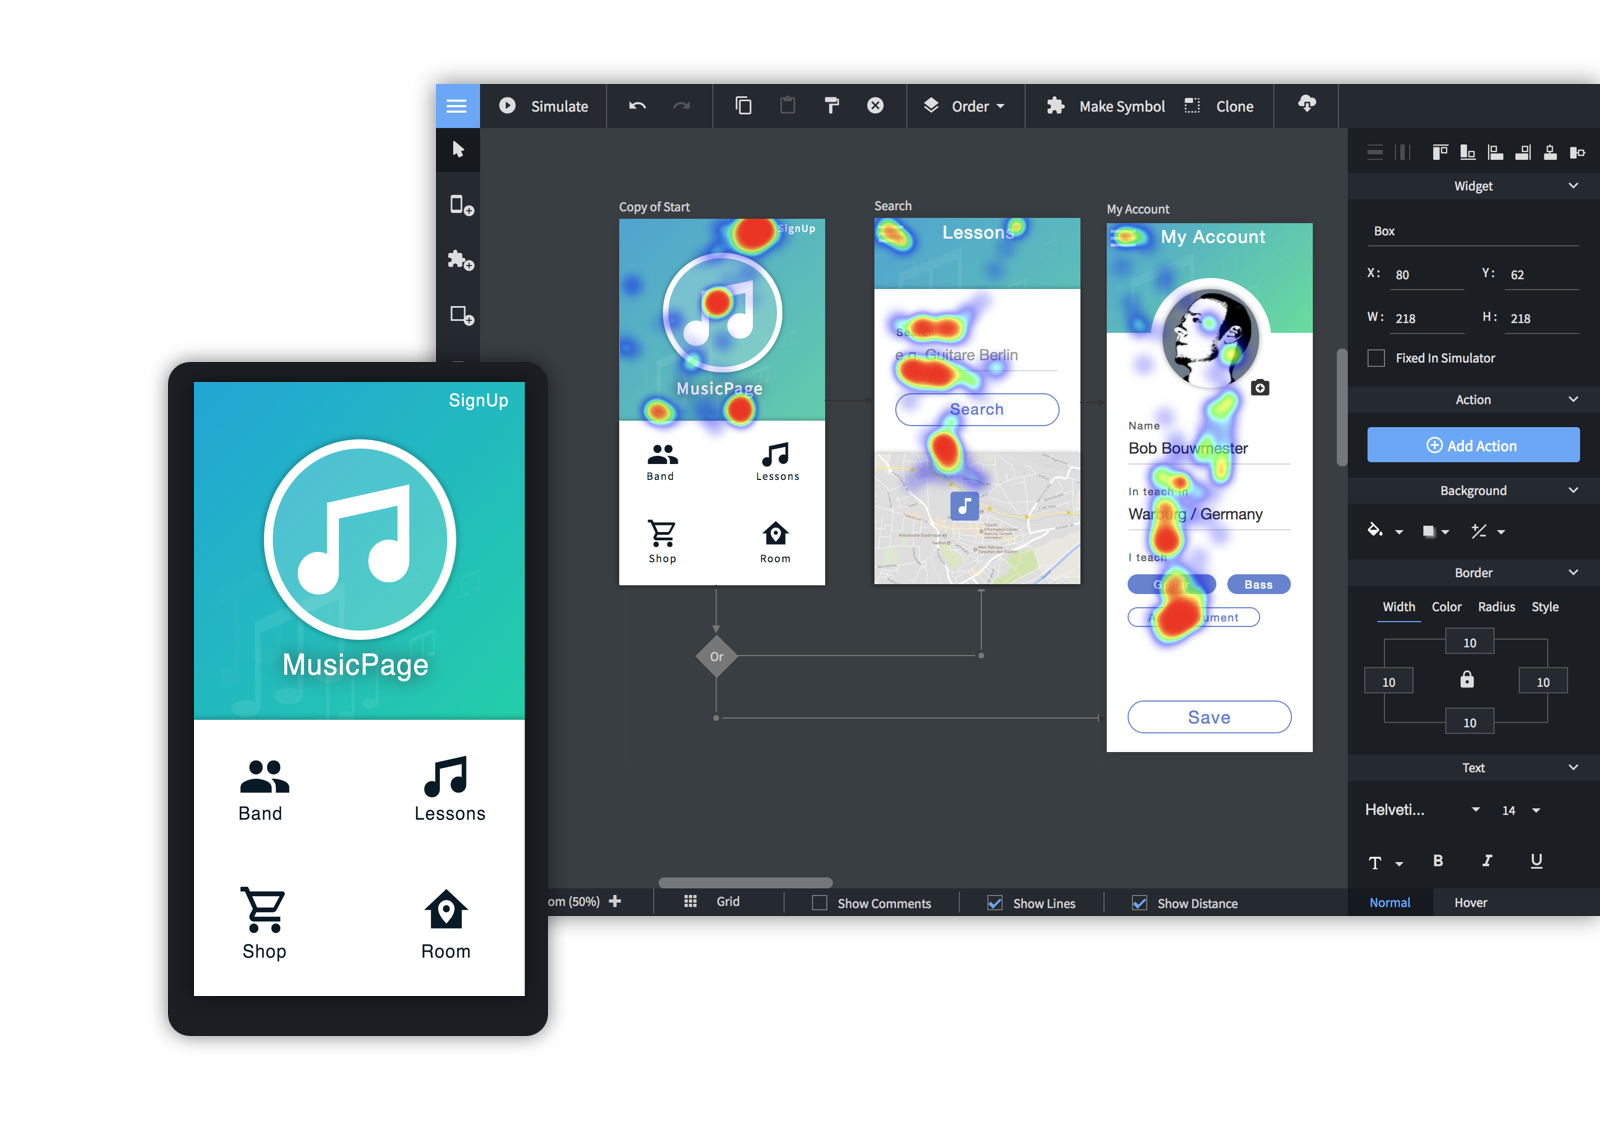 Simulate
Order
Make Symbol
Clone
Copy of Start
SignUp
MusicPage
Band
Lessons
Shop
Room
Search
Lessons
e.g. Guitare Berlin
Search
My Account
My Account
Name
Bob Bouwmester
In teach in
Warburg / Germany
I teach
Bass
Save
Or
Widget
Box
X: 80
Y: 62
W: 218
H: 218
Fixed In Simulator
Action
Add Action
Background
Border
Width Color Radius Style
10
10
10
10
Text
Helveti... 14
T B I U
Normal Hover
om (50%)
Grid
Show Comments
Show Lines
Show Distance
SignUp
MusicPage
Band
Lessons
Shop
Room